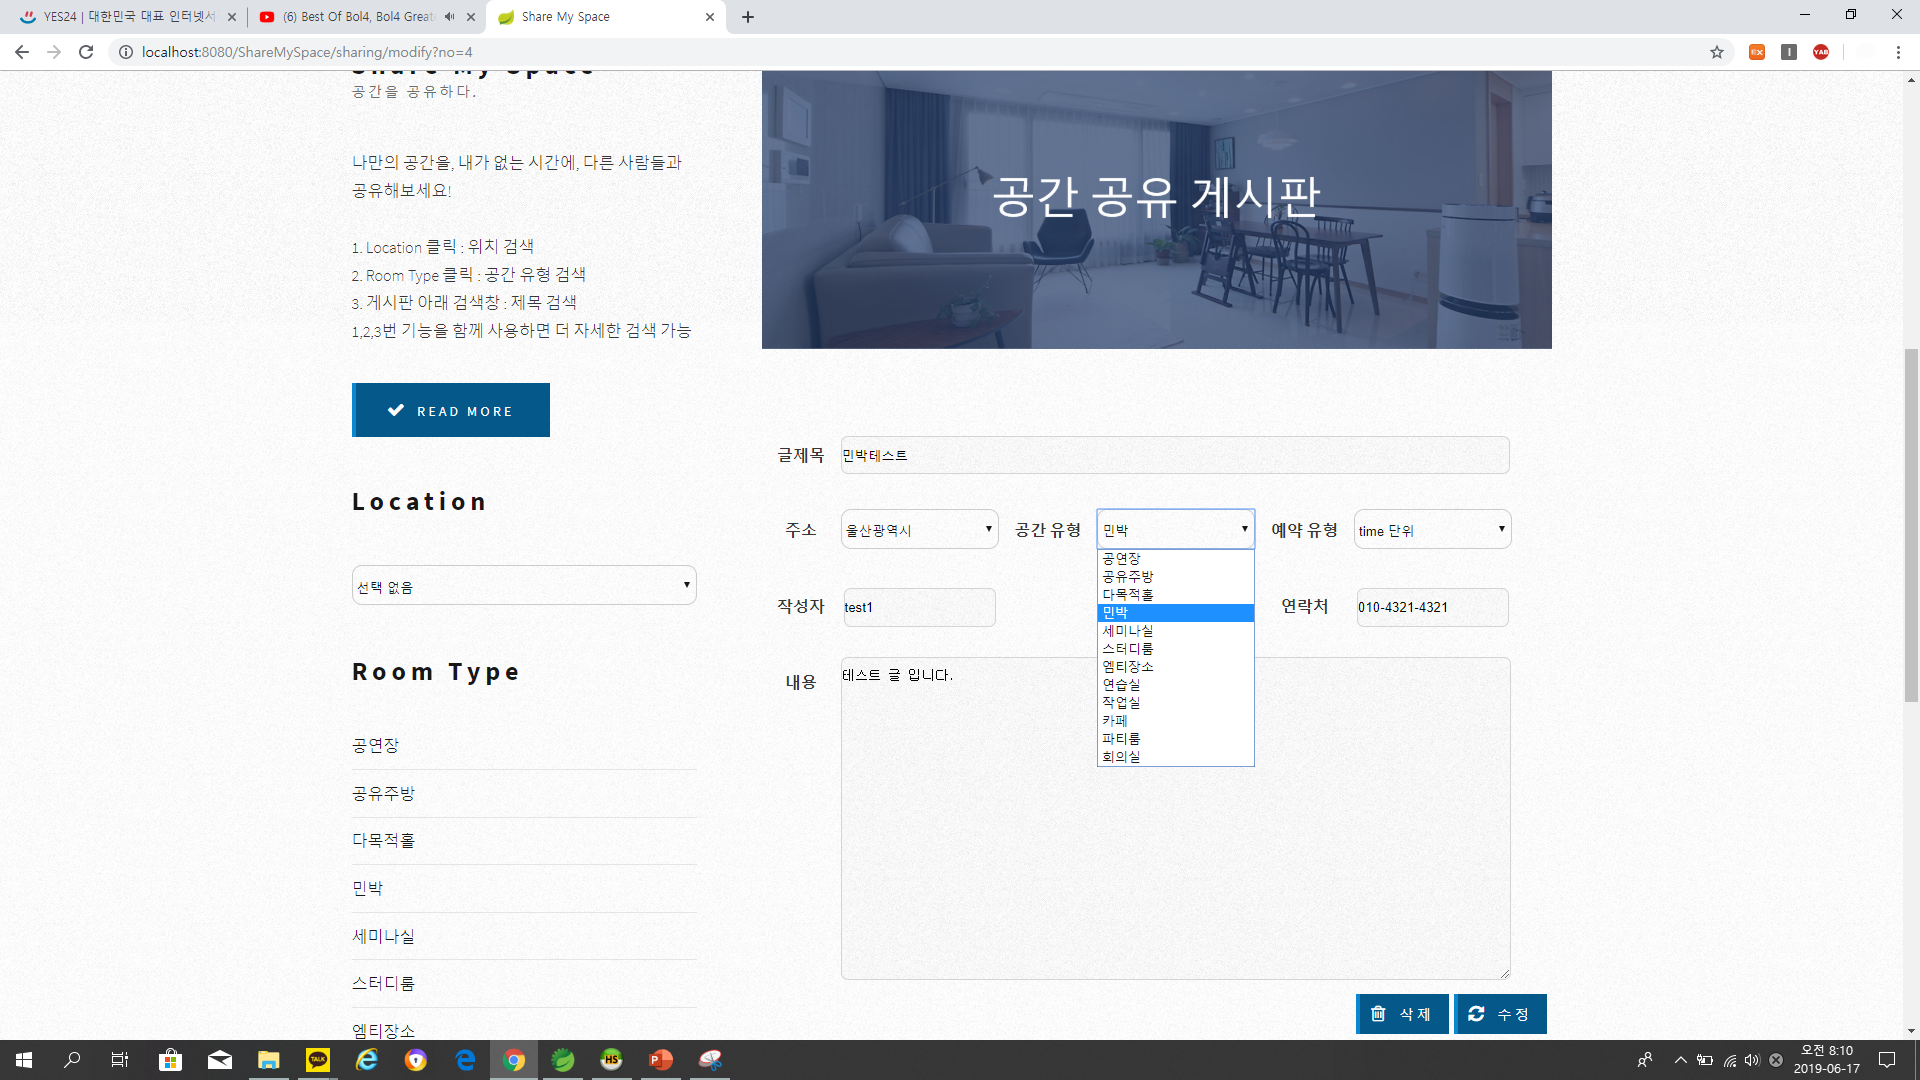 YES24 | 대한민국 대표 인터넷서
(6) Best Of Bol4, Bol4 Great
Share My Space
localhost:8080/ShareMySpace/sharing/modify?no=4
Share My Space
공간을 공유하다.
나만의 공간을, 내가 없는 시간에, 다른 사람들과
공유해보세요!
1. Location 클릭 : 위치 검색
2. Room Type 클릭 : 공간 유형 검색
3. 게시판 아래 검색창 : 제목 검색
1,2,3번 기능을 함께 사용하면 더 자세한 검색 가능
READ MORE
Location
선택 없음
Room Type
공연장
공유주방
다목적홀
민박
세미나실
스터디룸
엠티장소
공간 공유 게시판
글제목 민박테스트
주소 울산광역시 공간 유형 민박 예약 유형 time 단위
공연장
공유주방
다목적홀
민박
세미나실
스터디룸
엠티장소
연습실
작업실
카페
파티룸
회의실
작성자 test1 연락처 010-4321-4321
내용 테스트 글 입니다.
삭제 수정
TALK
HS
YAB
오전 8:10
2019-06-17